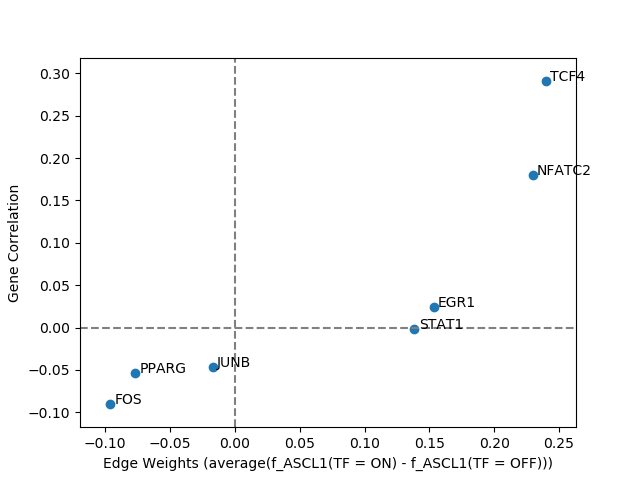 TCF4
NFATC2
EGR1
STAT1
JUNB
PPARG
FOS
0.30
0.25
0.20
0.15
0.10
0.05
0.00
−0.05
−0.10
Gene Correlation
−0.10 −0.05 0.00 0.05 0.10 0.15 0.20 0.25
Edge Weights (average(f_ASCL1(TF = ON) - f_ASCL1(TF = OFF)))